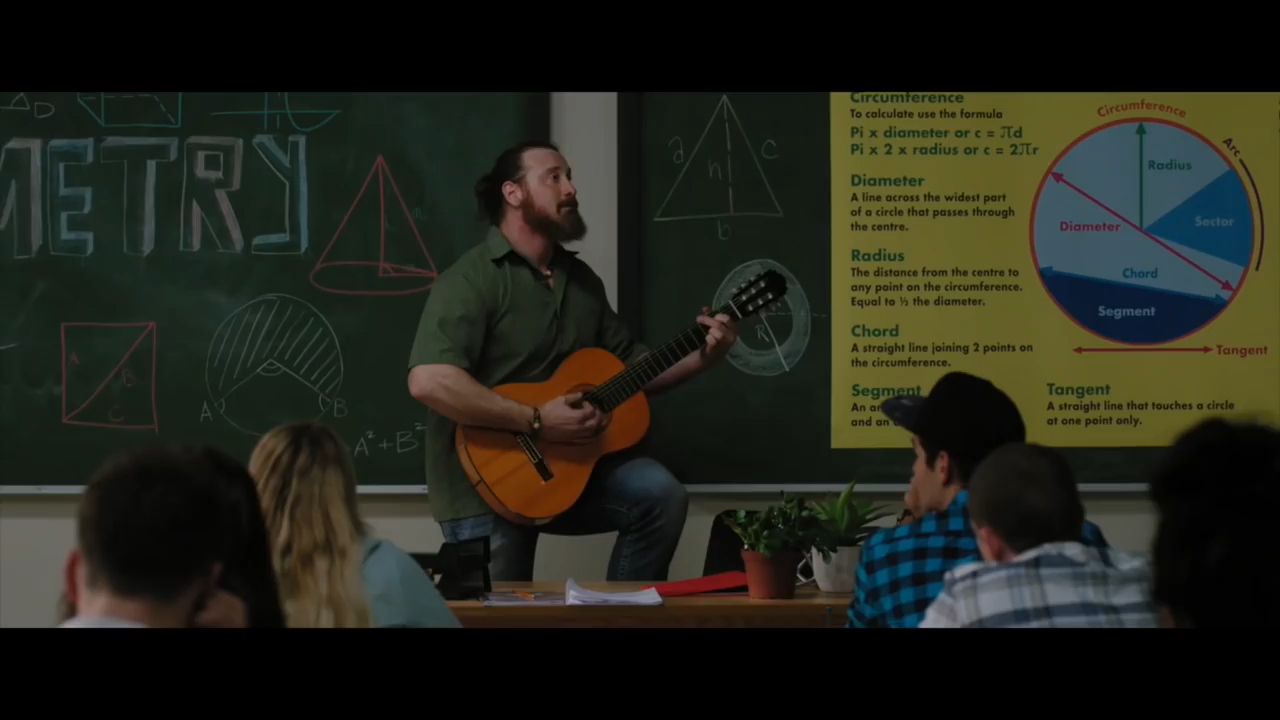 D
METRY
A
B
C
A
B
A² + B²
a
c
h
b
R
Circumference
To calculate use the formula
Pi x diameter or c = πd
Pi x 2 x radius or c = 2πr
Diameter
A line across the widest part
of a circle that passes through
the centre.
Radius
The distance from the centre to
any point on the circumference.
Equal to ½ the diameter.
Chord
A straight line joining 2 points on
the circumference.
Segment
An
and an
Circumference
Arc
Radius
Sector
Diameter
Chord
Segment
Tangent
Tangent
A straight line that touches a circle
at one point only.